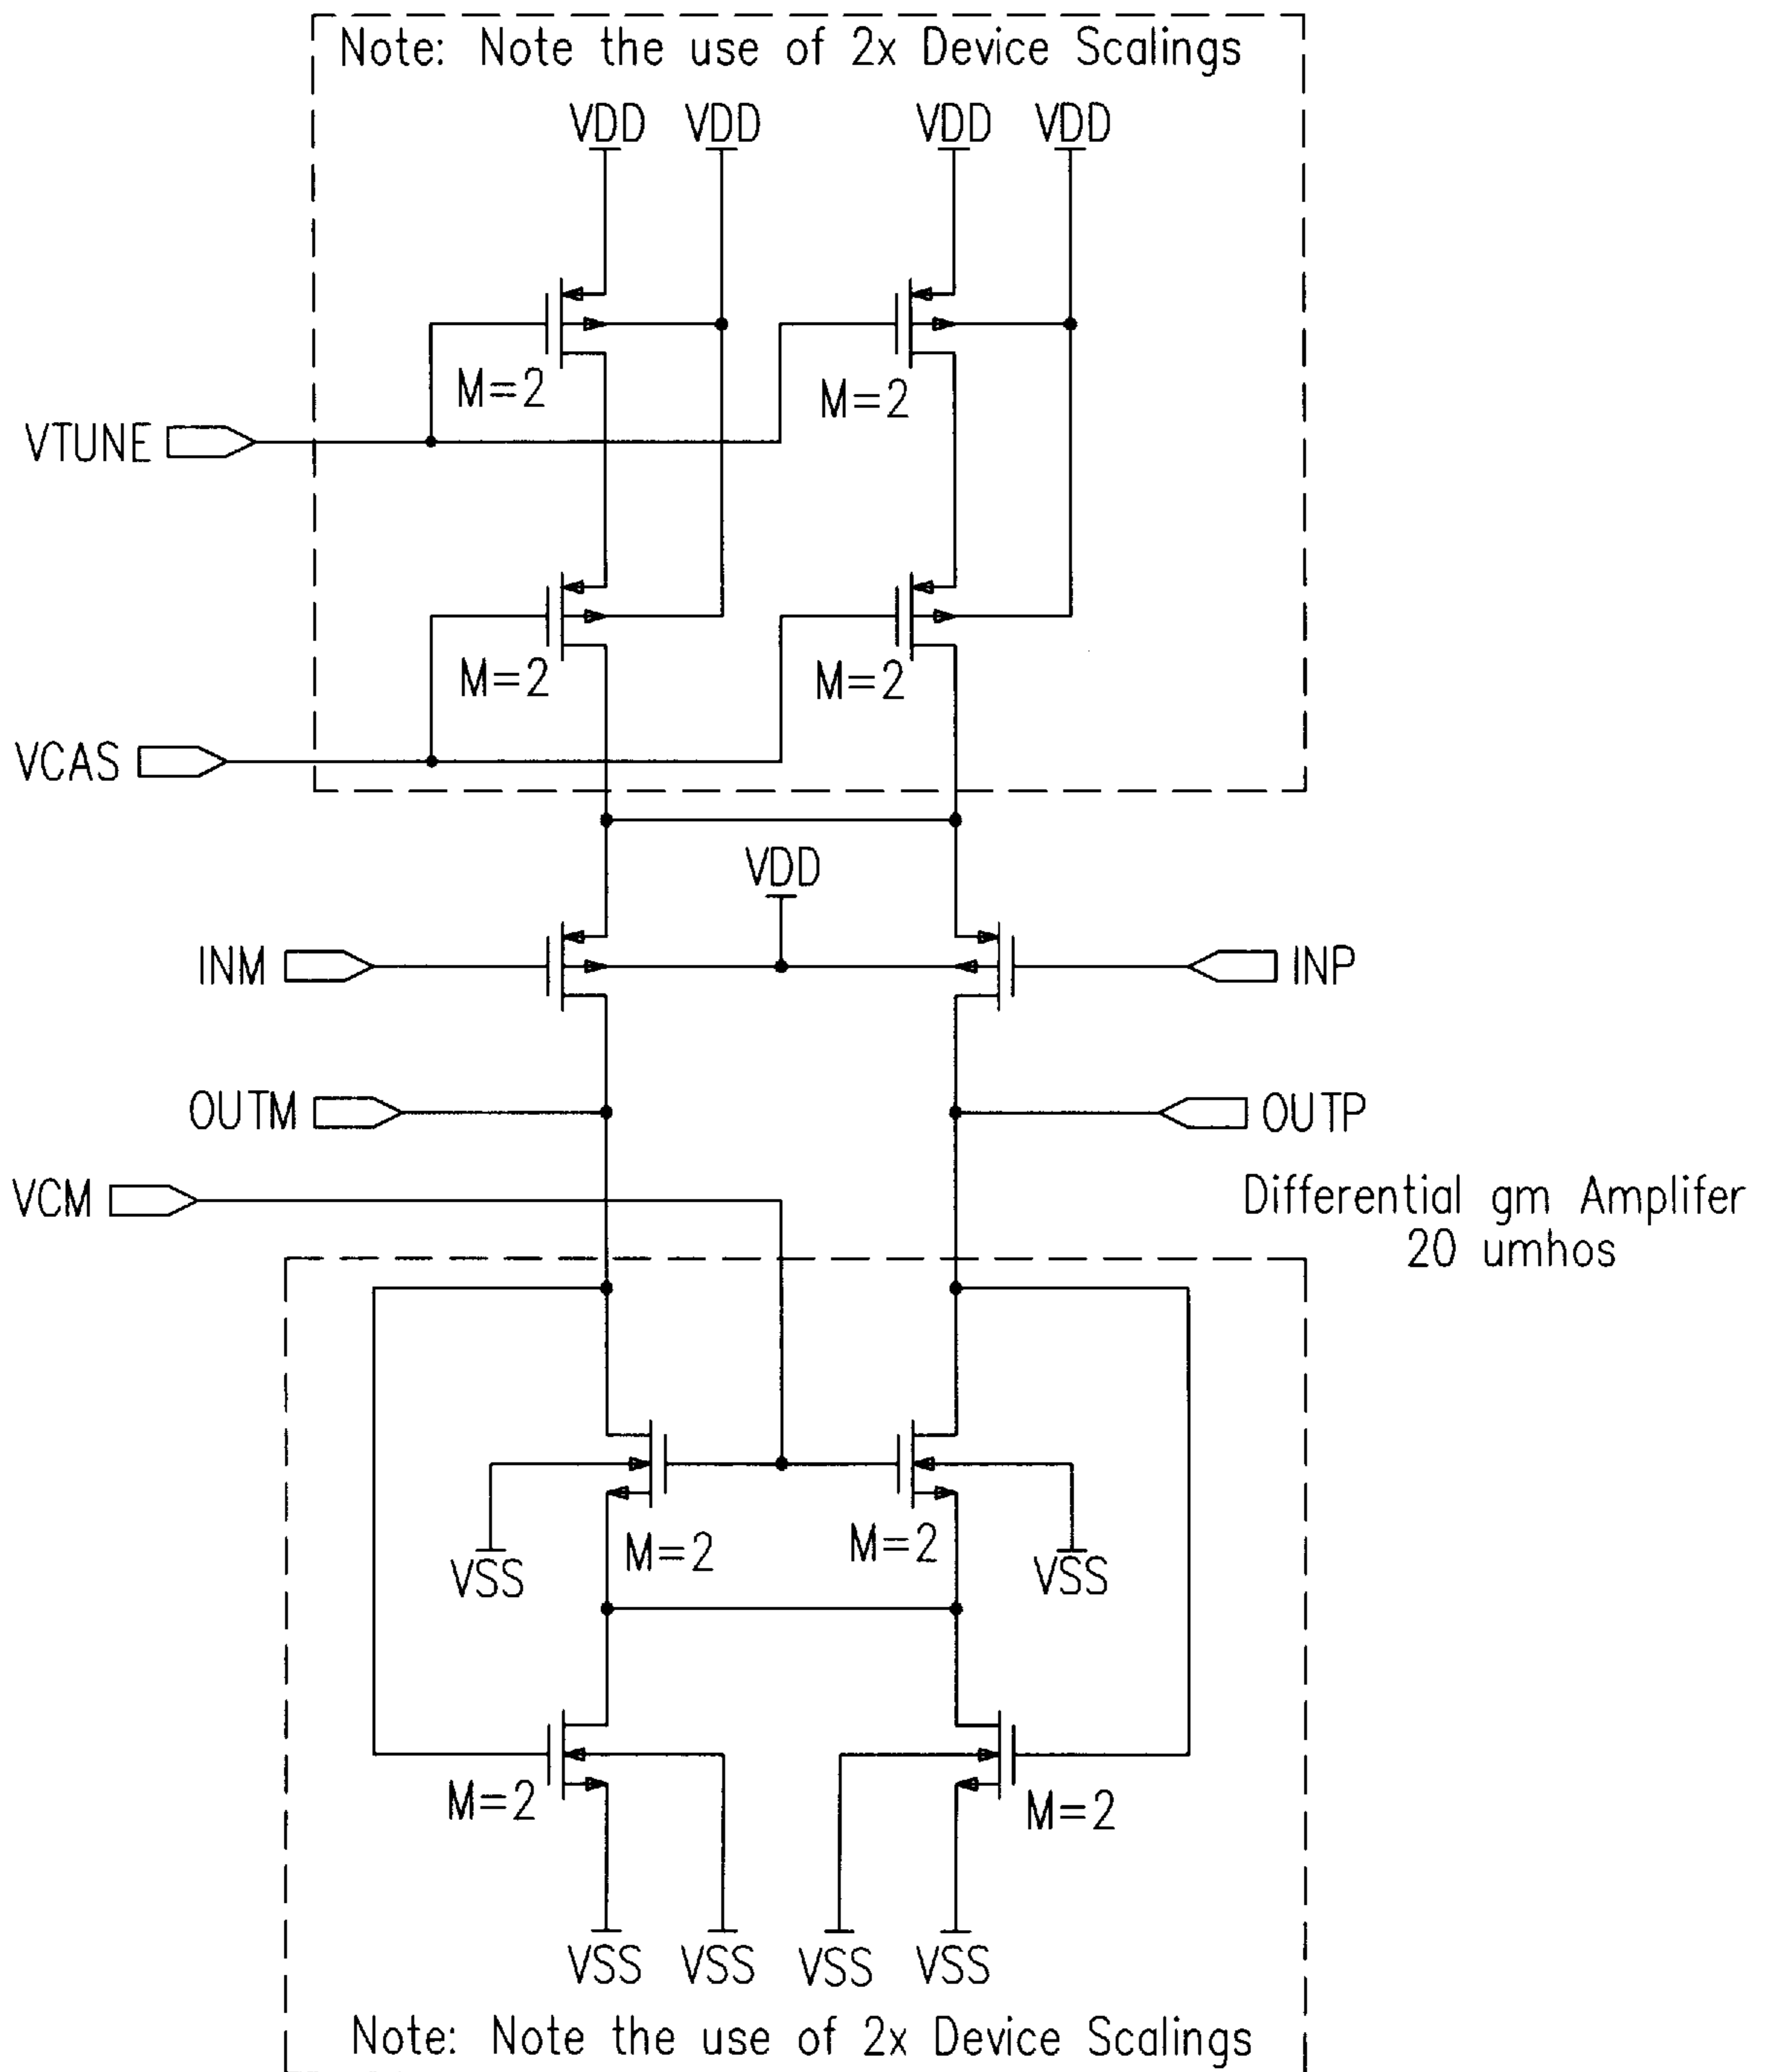 Note: Note the use of 2x Device Scalings
VDD VDD VDD VDD
M=2 M=2
VTUNE
M=2 M=2
VCAS
VDD
INM INP
OUTM OUTP
VCM
Differential gm Amplifer
20 umhos
M=2 M=2
VSS VSS
M=2 M=2
VSS VSS VSS VSS
Note: Note the use of 2x Device Scalings